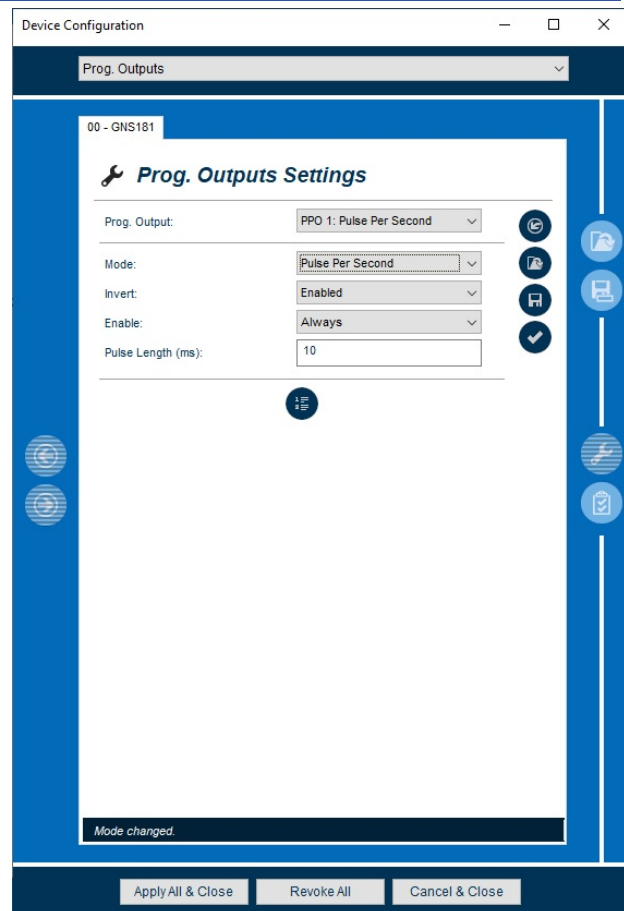 Device Configuration
Prog. Outputs
00 - GNS181
Prog. Outputs Settings
Prog. Output: PPO 1: Pulse Per Second
Mode: Pulse Per Second
Invert: Enabled
Enable: Always
Pulse Length (ms): 10
Mode changed.
Apply All & Close Revoke All Cancel & Close